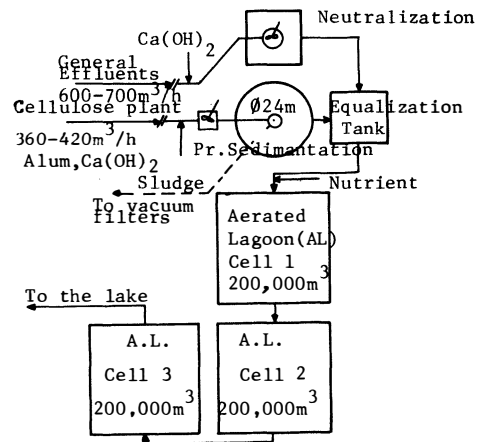 Neutralization
Ca(OH)2
General
Effluents
600-700m3/h
Cellulose plant
360-420m3/h
Alum,Ca(OH)2
Ø24m
Equalization
Tank
Pr.Sedimantation
Sludge
To vacuum
filters
Nutrient
Aerated
Lagoon(AL)
Cell 1
200,000m3
To the lake
A.L.
Cell 3
200,000m3
A.L.
Cell 2
200,000m3